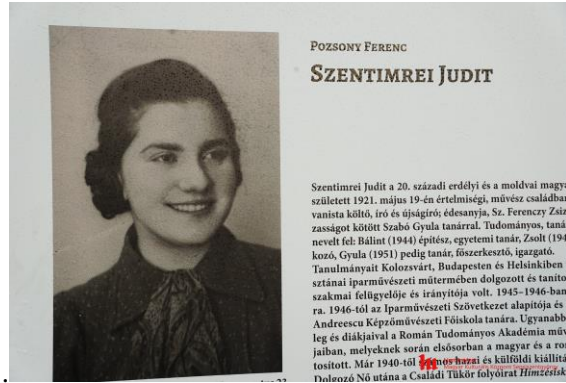 POZSONY FERENC
SZENTIMREI JUDIT
Szentimrei Judit a 20. századi erdélyi és a moldvai magya
született 1921. május 19-én értelmiségi, művész családban
vanista költő, író és újságíró; édesanyja, Sz. Ferenczy Zsiz
zasságot kötött Szabó Gyula tanárral. Tudományos, taná
nevelt fel: Bálint (1944) építész, egyetemi tanár, Zsolt (194
kozó, Gyula (1951) pedig tanár, főszerkesztő, igazgató.
Tanulmányait Kolozsvárt, Budapesten és Helsinkiben
sztánai iparművészeti műtermében dolgozott és taníto
szakmai felügyelője és irányítója volt. 1945–1946-ban
ra. 1946-tól az Iparművészeti Szövetkezet alapítója és
Andreescu Képzőművészeti Főiskola tanára. Ugyanabb
leg és diákjaival a Román Tudományos Akadémia műv
jaiban, melyeknek során elsősorban a magyar és a ro
tosított. Már 1940-től hazai és külföldi kiállítá
Dolgozó Nő utána a Családi Tükör folyóirat Hímzésisk